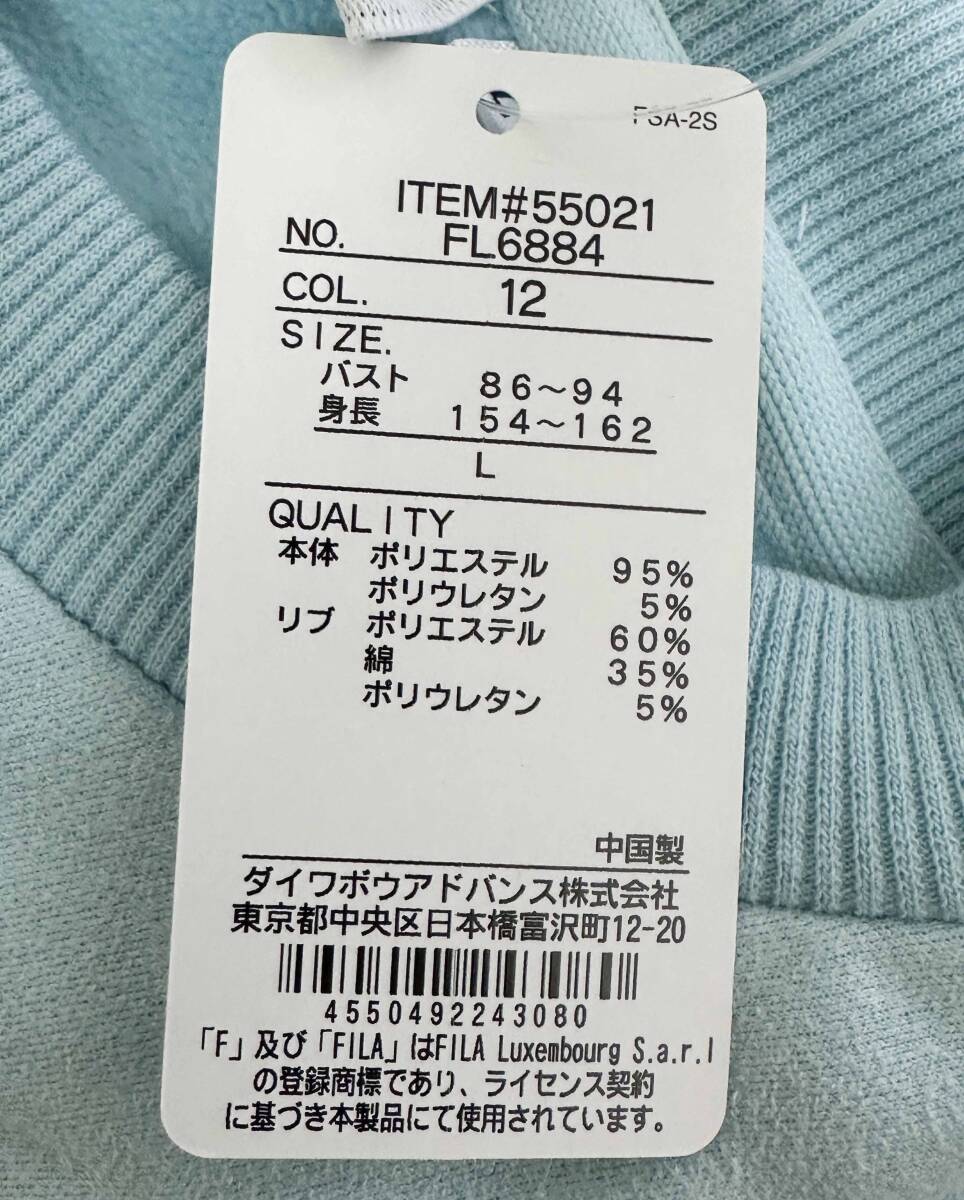 FSA-2S
ITEM#55021
NO. FL6884
COL. 12
SIZE.
バスト 86～94
身長 154～162
L
QUALITY
本体 ポリエステル 95%
ポリウレタン 5%
リブ ポリエステル 60%
綿 35%
ポリウレタン 5%
中国製
ダイワボウアドバンス株式会社
東京都中央区日本橋富沢町12-20
4550492243080
「F」及び「FILA」はFILA Luxembourg S.a.r.l
の登録商標であり、ライセンス契約
に基づき本製品にて使用されています。